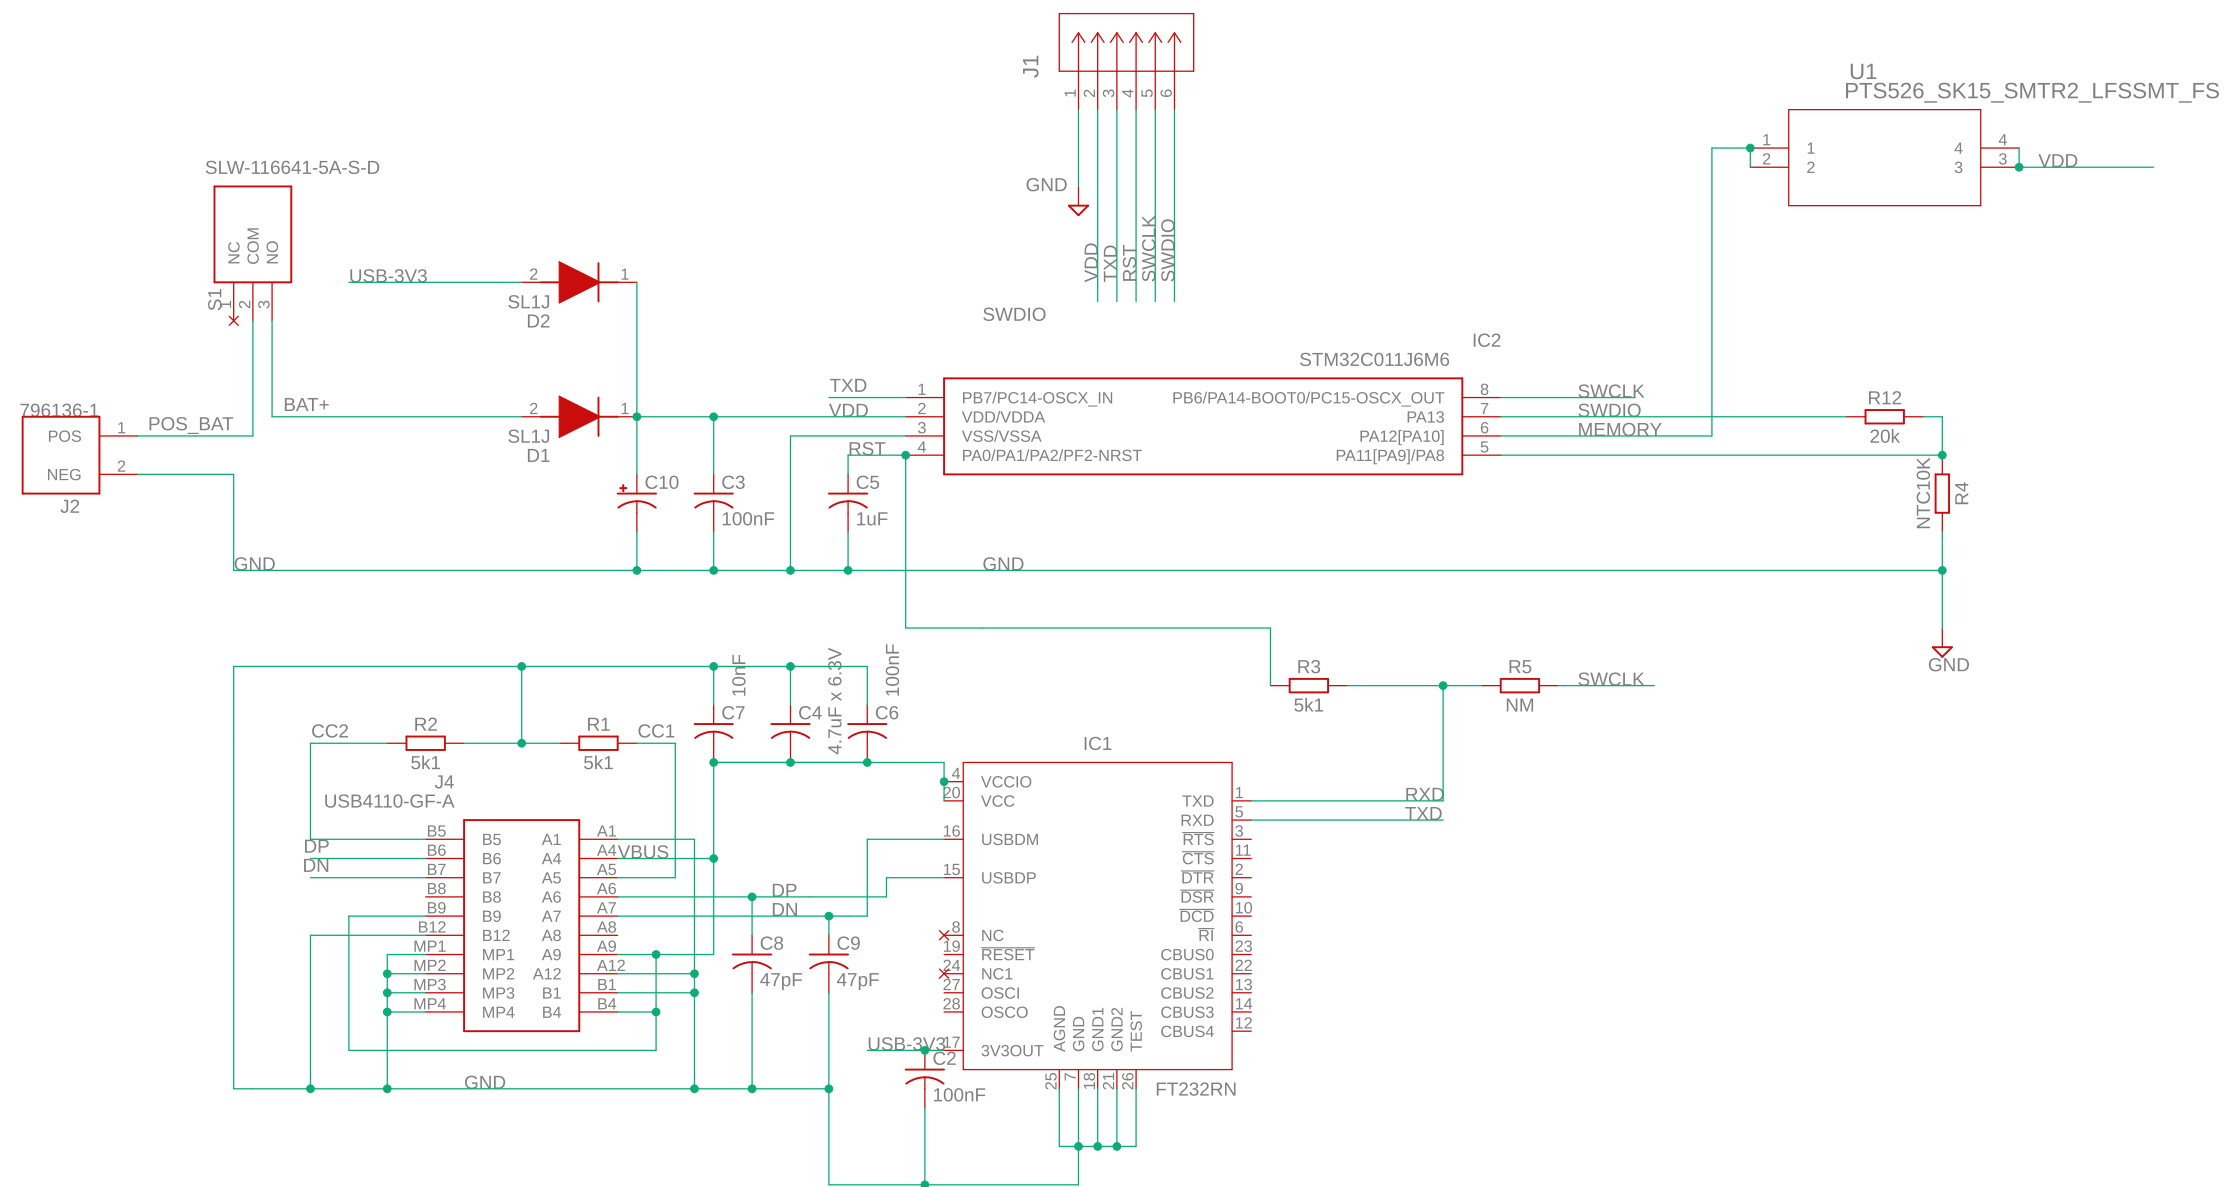 J1
1 2 3 4 5 6
GND
VDD
TXD
RST
SWCLK
SWDIO
SWDIO
U1
PTS526_SK15_SMTR2_LFSSMT_FS
1 1 4 4
2 2 3 3
VDD
SLW-116641-5A-S-D
NC COM NO
S1
1 2 3
796136-1
POS 1 POS_BAT
NEG 2
J2
BAT+
USB-3V3
2 1
SL1J
D2
2 1
SL1J
D1
C10
C3
100nF
C5
1uF
GND
GND
IC2
STM32C011J6M6
TXD 1 PB7/PC14-OSCX_IN
VDD 2 VDD/VDDA
3 VSS/VSSA
RST 4 PA0/PA1/PA2/PF2-NRST
PB6/PA14-BOOT0/PC15-OSCX_OUT 8 SWCLK
PA13 7 SWDIO
PA12[PA10] 6 MEMORY
PA11[PA9]/PA8 5
R12
20k
NTC10K
R4
GND
R3
5k1
R5
NM
SWCLK
10nF
C7
C4
4.7uF x 6.3V
100nF
C6
CC2
R2
5k1
R1
5k1
CC1
J4
USB4110-GF-A
B5 B5 A1 A1
DP B6 B6 A4 A4 VBUS
DN B7 B7 A5 A5
B8 B8 A6 A6 DP
B9 B9 A7 A7 DN
B12 B12 A8 A8
MP1 MP1 A9 A9
MP2 MP2 A12 A12
MP3 MP3 B1 B1
MP4 MP4 B4 B4
GND
C8
47pF
C9
47pF
USB-3V3
C2
100nF
IC1
4 VCCIO
20 VCC
16 USBDM
15 USBDP
8 NC
19 RESET
24 NC1
27 OSCI
28 OSCO
17 3V3OUT
TXD 1 RXD
RXD 5 TXD
RTS 3
CTS 11
DTR 2
DSR 9
DCD 10
RI 6
CBUS0 23
CBUS1 22
CBUS2 13
CBUS3 14
CBUS4 12
AGND GND GND1 GND2 TEST
25 7 18 21 26
FT232RN